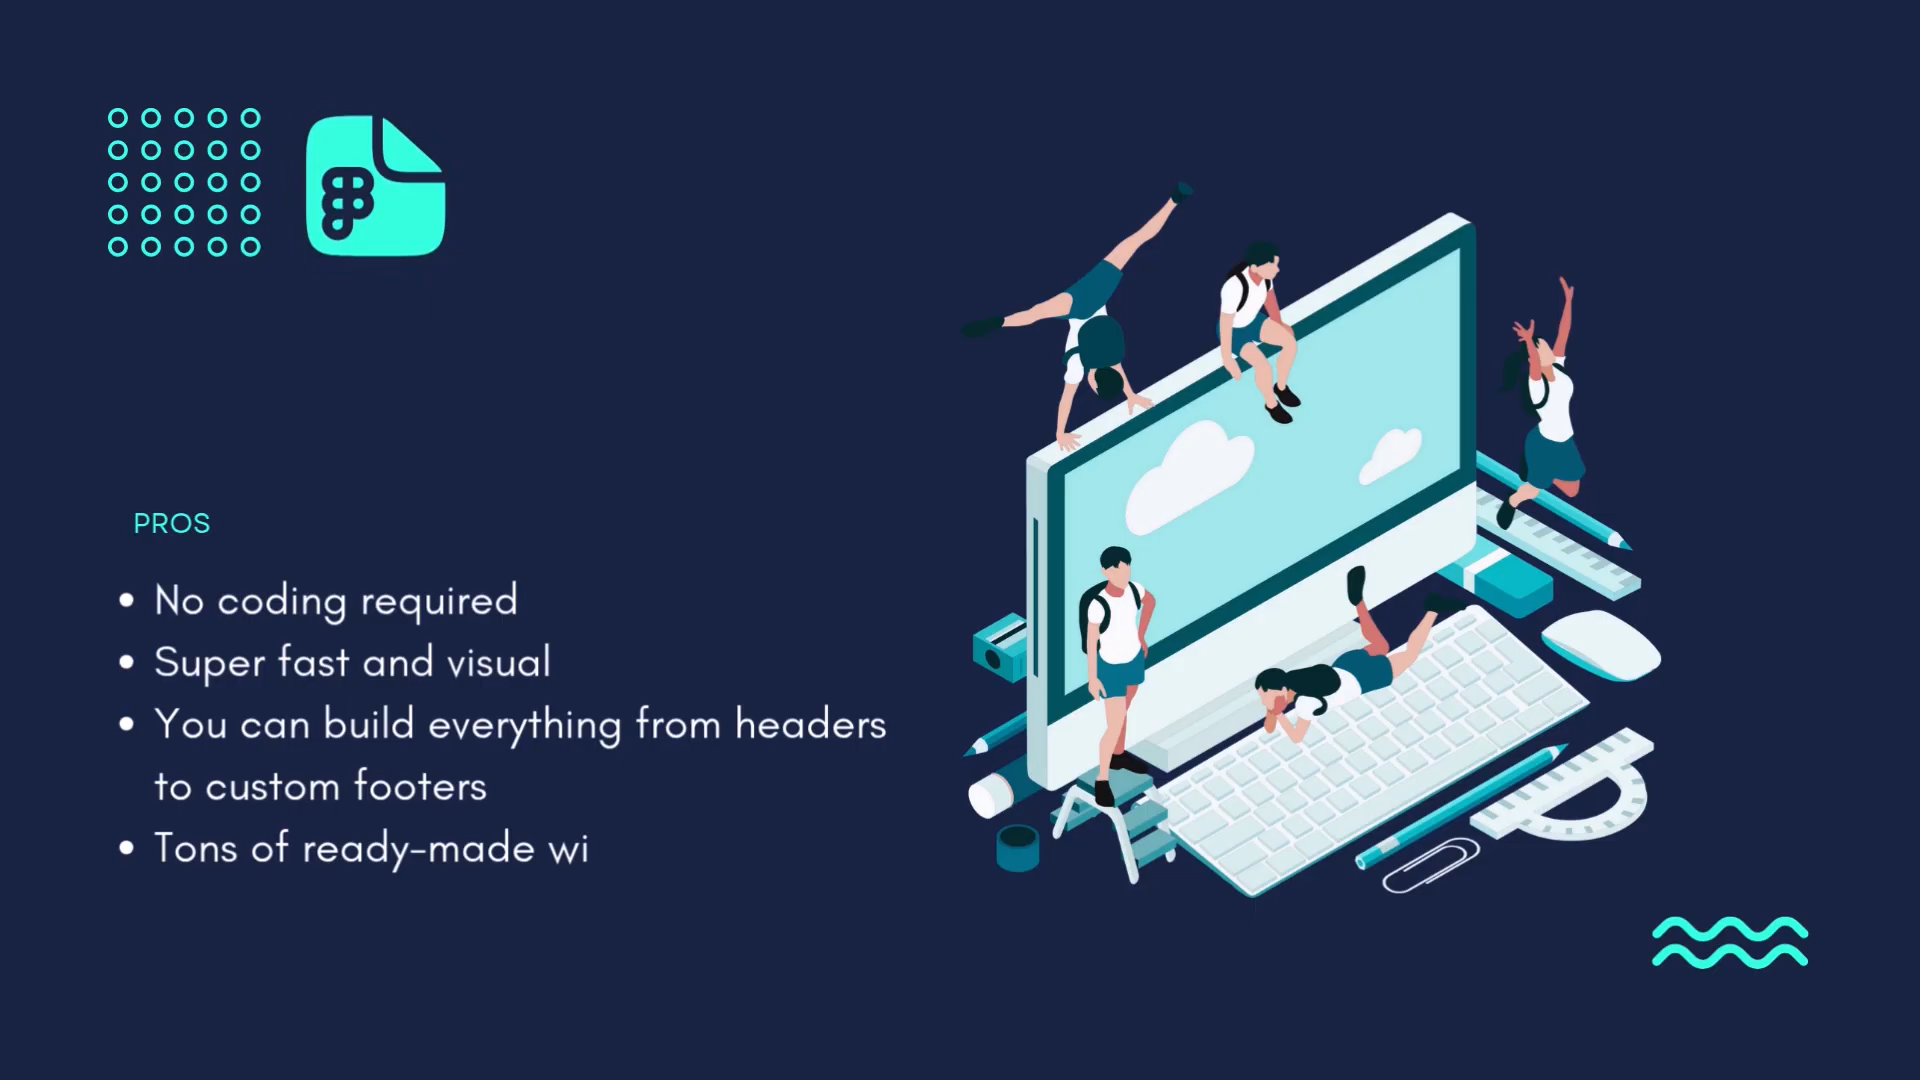 PROS
• No coding required
• Super fast and visual
• You can build everything from headers
to custom footers
• Tons of ready-made wi